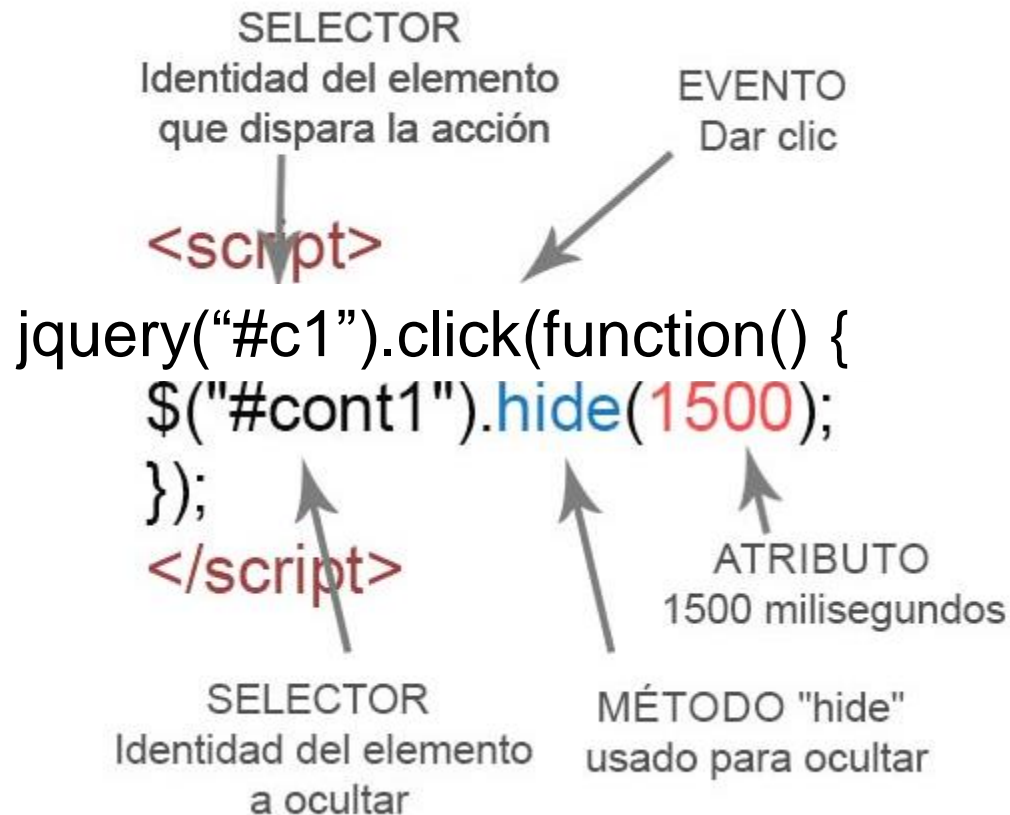 SELECTOR
Identidad del elemento
que dispara la acción
EVENTO
Dar clic
<script>
jquery(“#c1”).click(function() {
$("#cont1").hide(1500);
});
</script>
ATRIBUTO
1500 milisegundos
SELECTOR
Identidad del elemento
a ocultar
MÉTODO "hide"
usado para ocultar